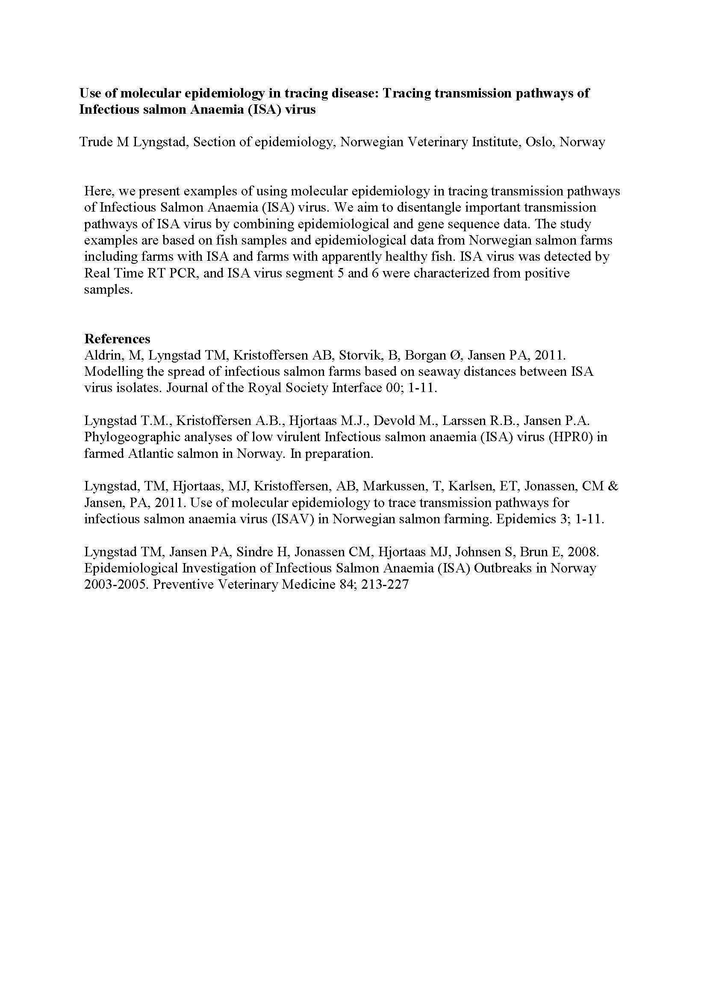 Use of molecular epidemiology in tracing disease: Tracing transmission pathways of
Infectious salmon Anaemia (ISA) virus
Trude M Lyngstad, Section of epidemiology, Norwegian Veterinary Institute, Oslo, Norway
Here, we present examples of using molecular epidemiology in tracing transmission pathways
of Infectious Salmon Anaemia (ISA) virus. We aim to disentangle important transmission
pathways of ISA virus by combining epidemiological and gene sequence data. The study
examples are based on fish samples and epidemiological data from Norwegian salmon farms
including farms with ISA and farms with apparently healthy fish. ISA virus was detected by
Real Time RT PCR, and ISA virus segment 5 and 6 were characterized from positive
samples.
References
Aldrin, M, Lyngstad TM, Kristoffersen AB, Storvik, B, Borgan Ø, Jansen PA, 2011.
Modelling the spread of infectious salmon farms based on seaway distances between ISA
virus isolates. Journal of the Royal Society Interface 00; 1-11.
Lyngstad T.M., Kristoffersen A.B., Hjortaas M.J., Devold M., Larssen R.B., Jansen P.A.
Phylogeographic analyses of low virulent Infectious salmon anaemia (ISA) virus (HPR0) in
farmed Atlantic salmon in Norway. In preparation.
Lyngstad, TM, Hjortaas, MJ, Kristoffersen, AB, Markussen, T, Karlsen, ET, Jonassen, CM &
Jansen, PA, 2011. Use of molecular epidemiology to trace transmission pathways for
infectious salmon anaemia virus (ISAV) in Norwegian salmon farming. Epidemics 3; 1-11.
Lyngstad TM, Jansen PA, Sindre H, Jonassen CM, Hjortaas MJ, Johnsen S, Brun E, 2008.
Epidemiological Investigation of Infectious Salmon Anaemia (ISA) Outbreaks in Norway
2003-2005. Preventive Veterinary Medicine 84; 213-227